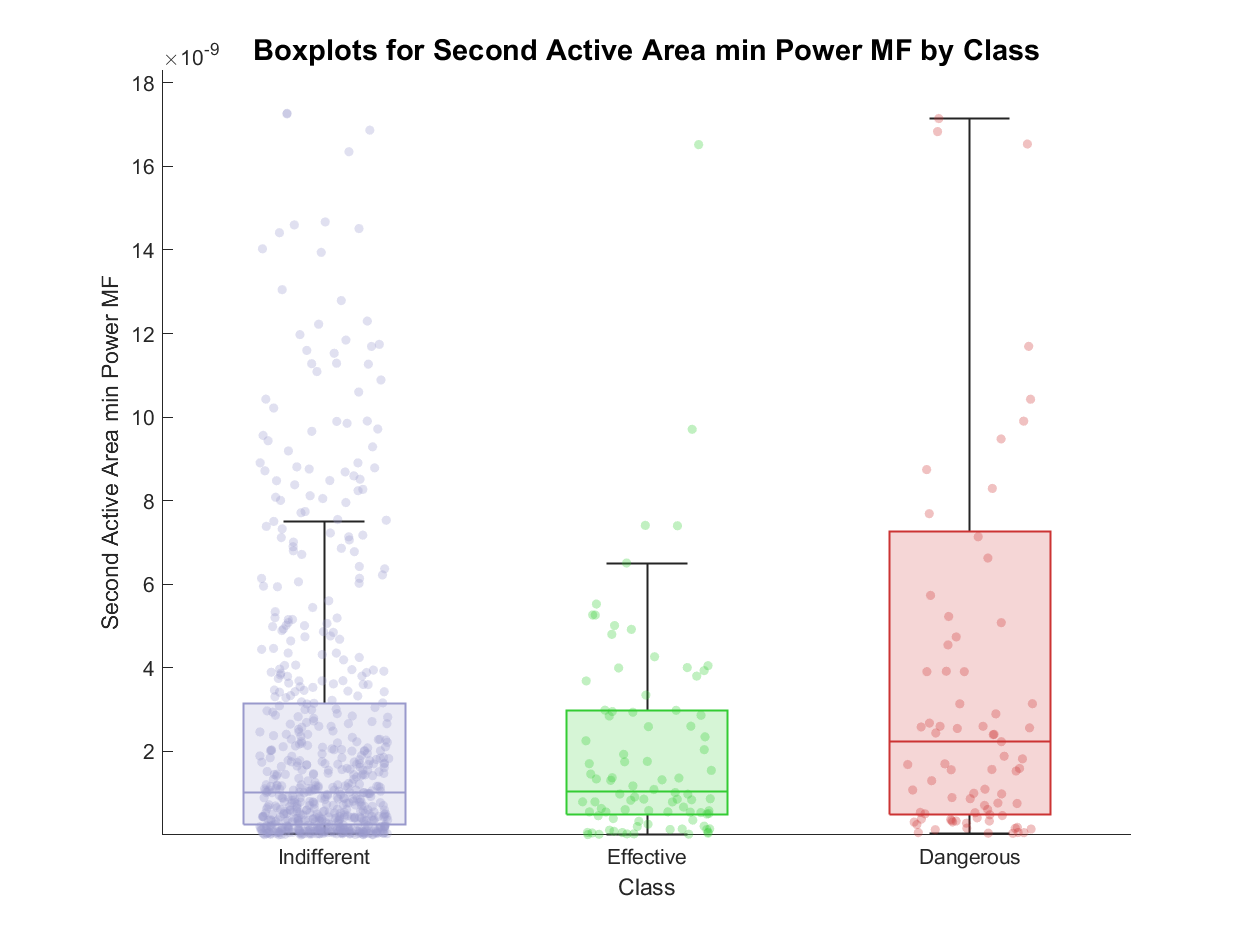 Boxplots for Second Active Area min Power MF by Class
×10^-9
18
16
14
12
10
8
6
4
2
Second Active Area min Power MF
Indifferent Effective Dangerous
Class